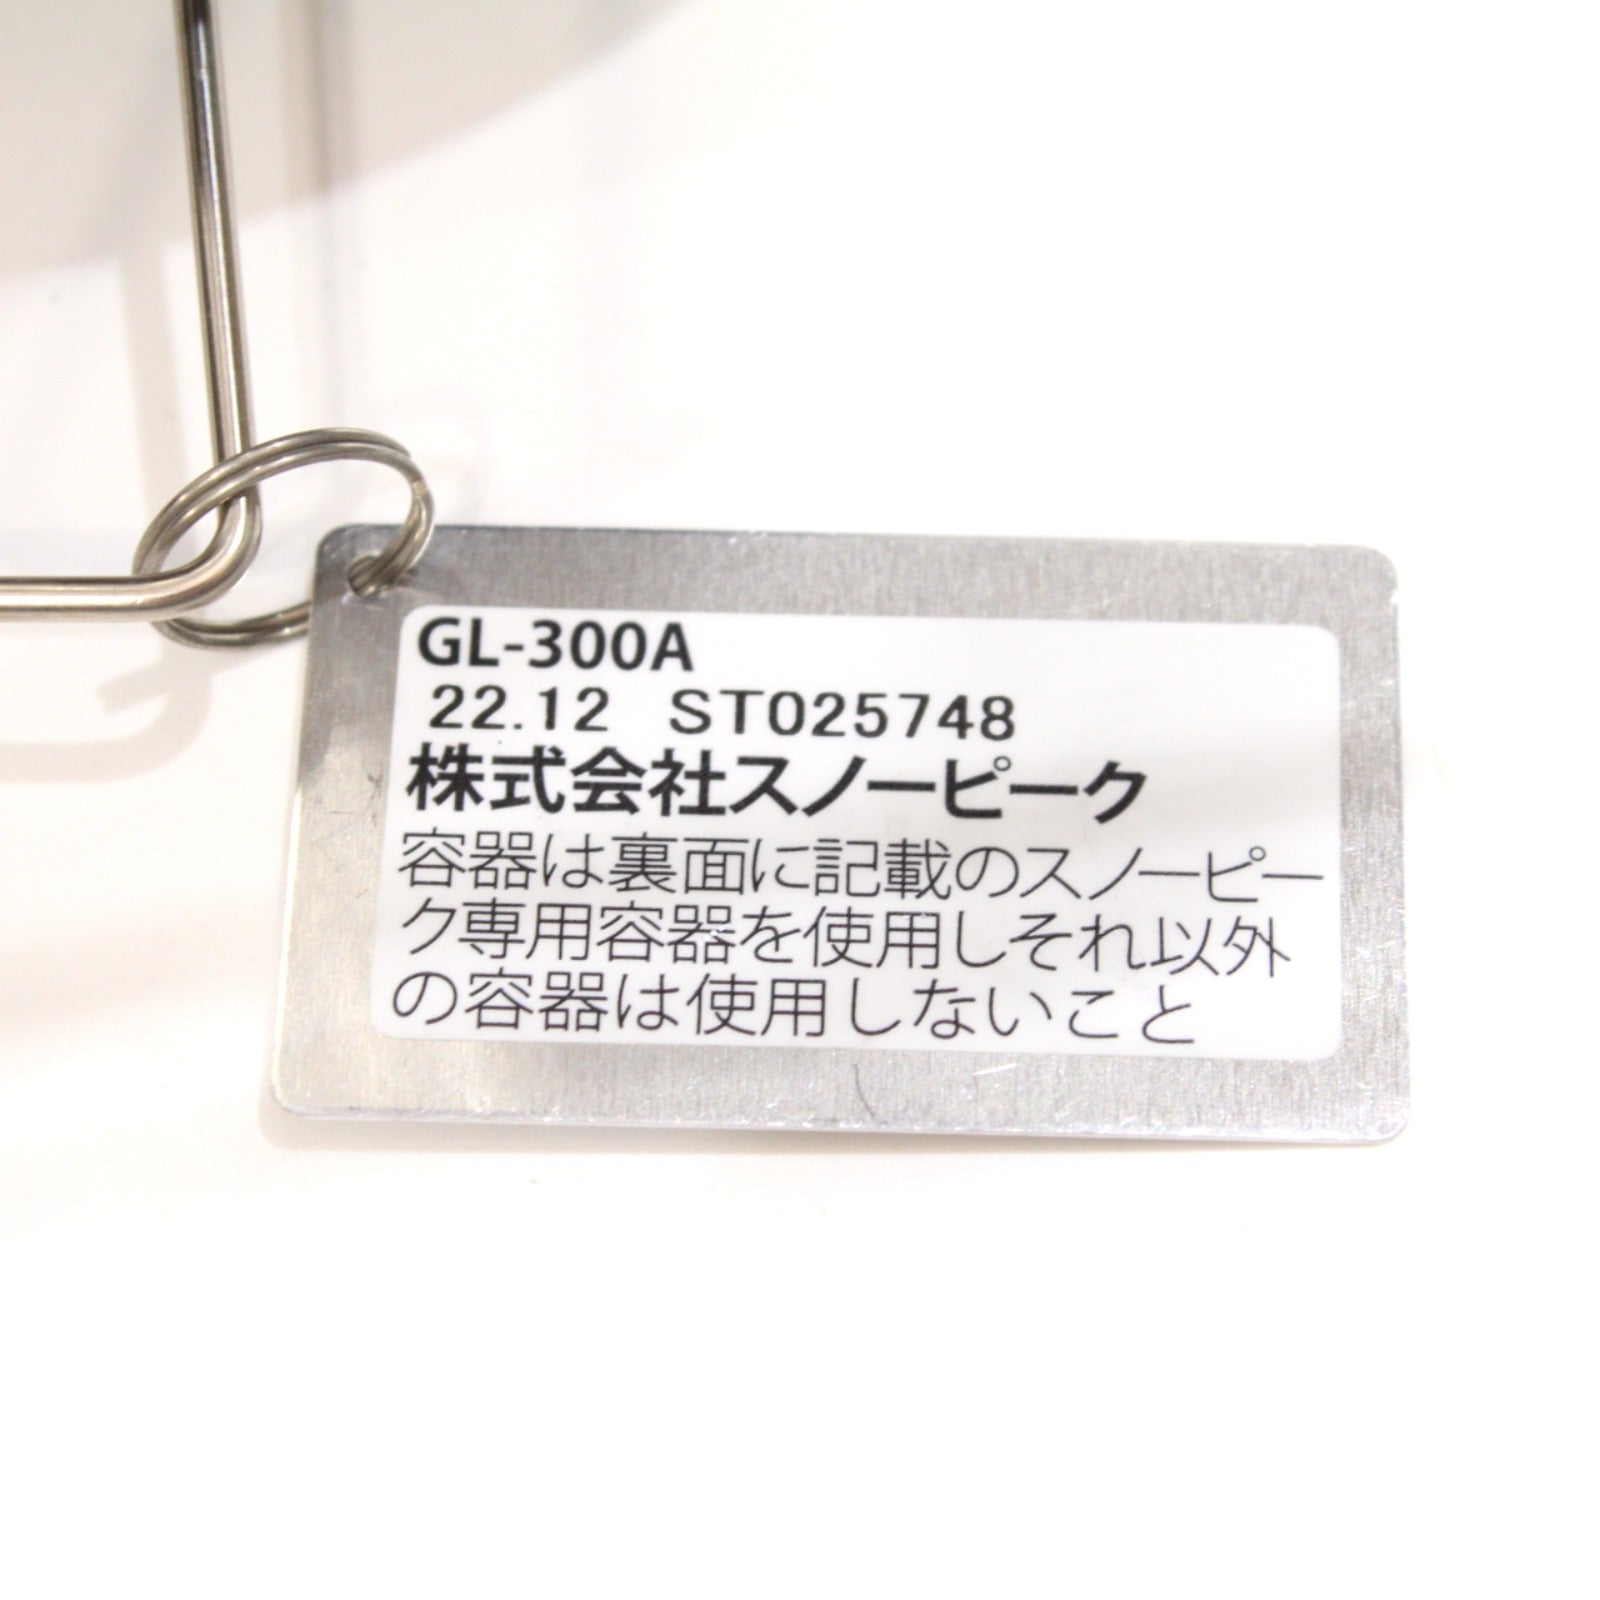 GL-300A
22.12 ST025748
株式会社スノーピーク
容器は裏面に記載のスノーピー
ク専用容器を使用しそれ以外
の容器は使用しないこと